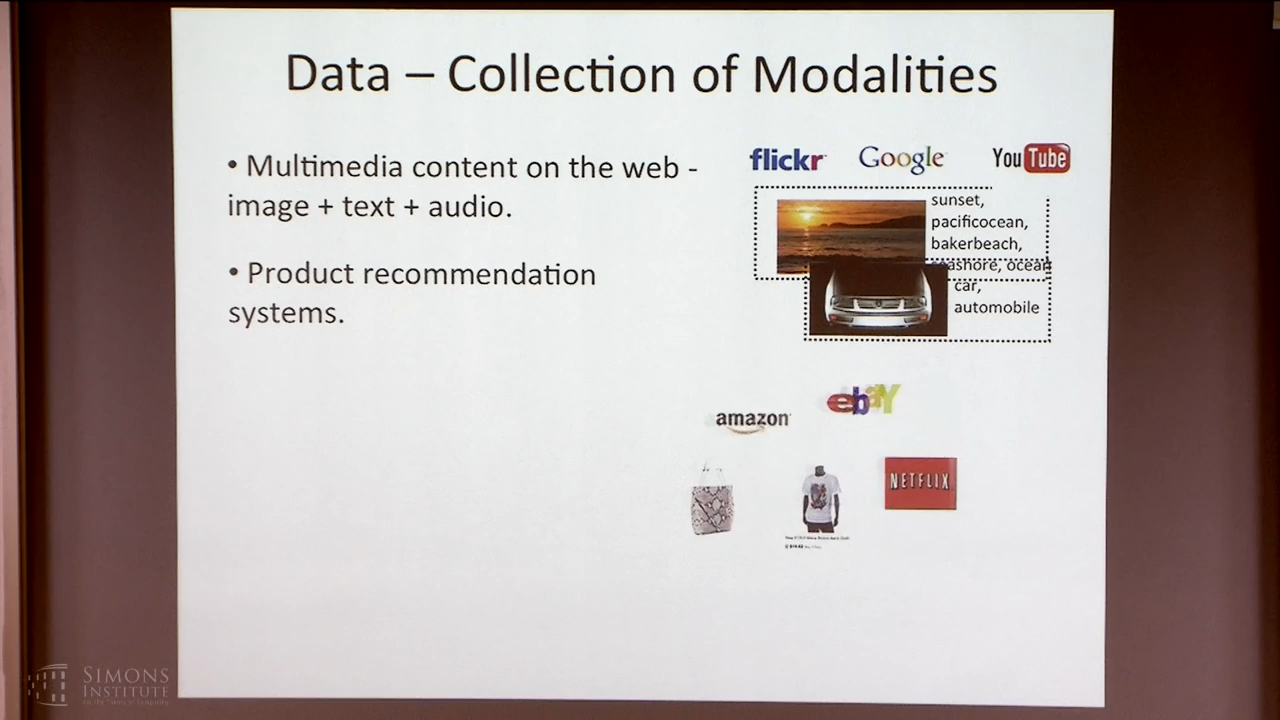 Data – Collection of Modalities
• Multimedia content on the web -
image + text + audio.
• Product recommendation
systems.
flickr Google YouTube
sunset,
pacificocean,
bakerbeach,
seashore, ocean
car,
automobile
amazon
ebay
NETFLIX
SIMONS
INSTITUTE